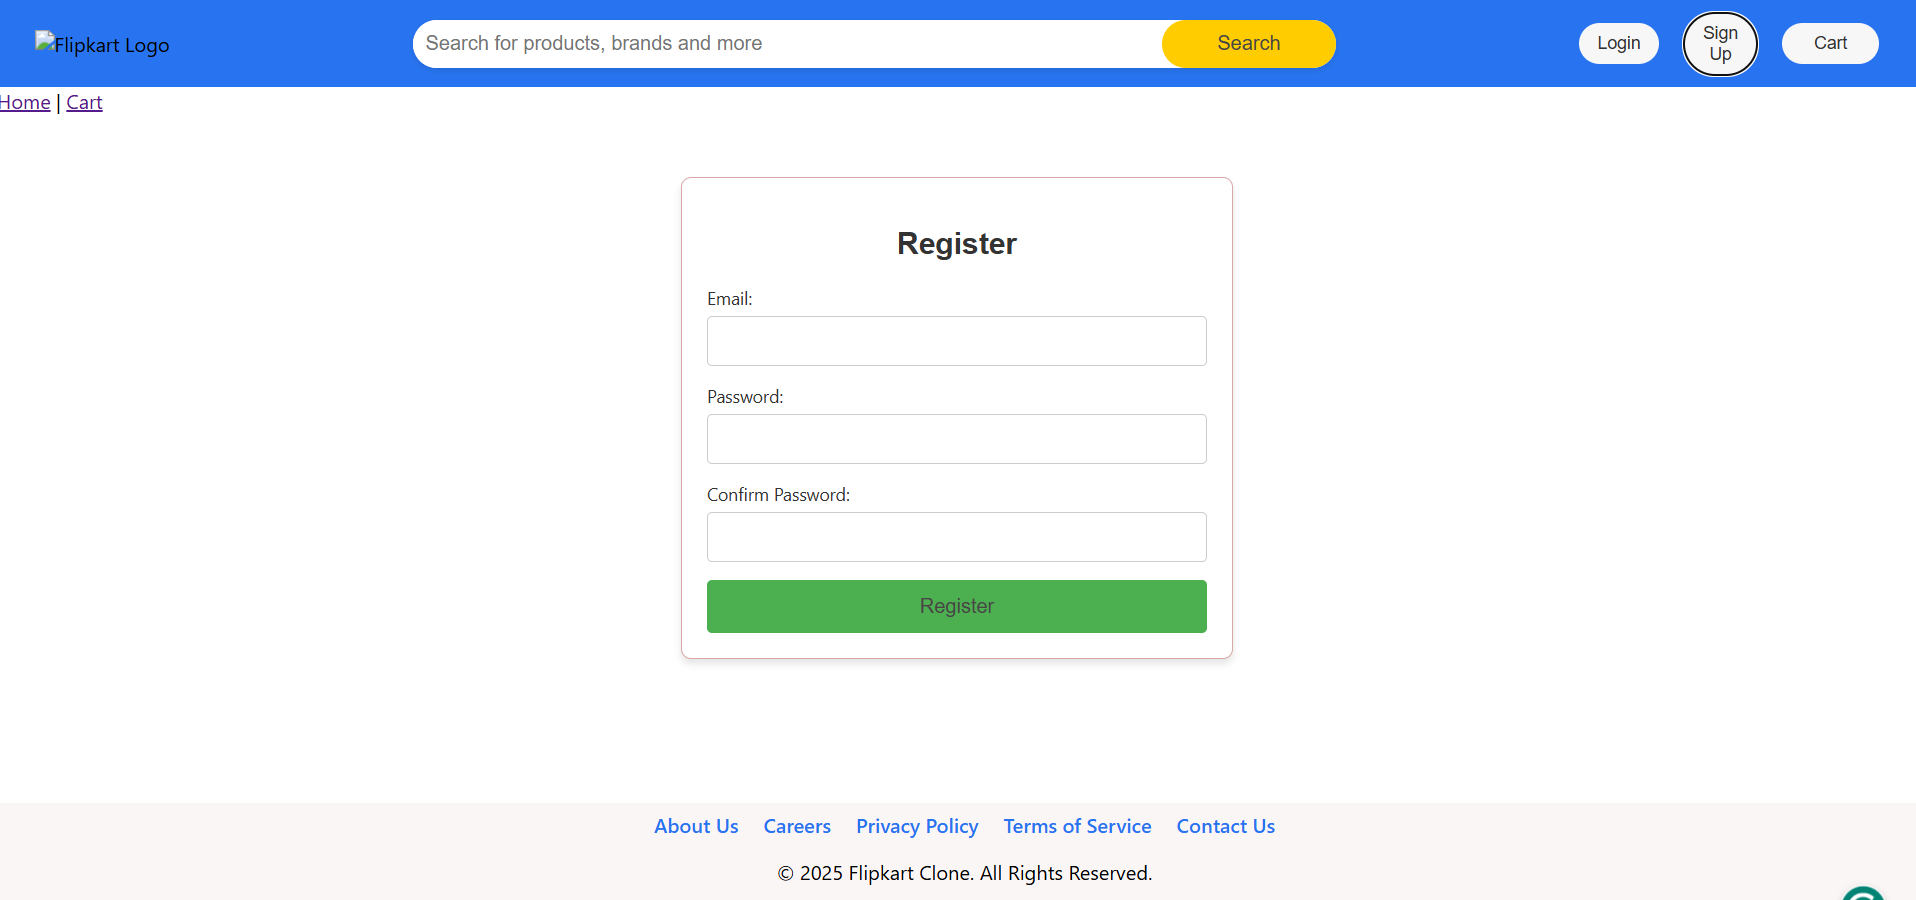 Flipkart Logo
Search for products, brands and more
Search
Login
Sign
Up
Cart
Home | Cart
Register
Email:
Password:
Confirm Password:
Register
About Us Careers Privacy Policy Terms of Service Contact Us
© 2025 Flipkart Clone. All Rights Reserved.